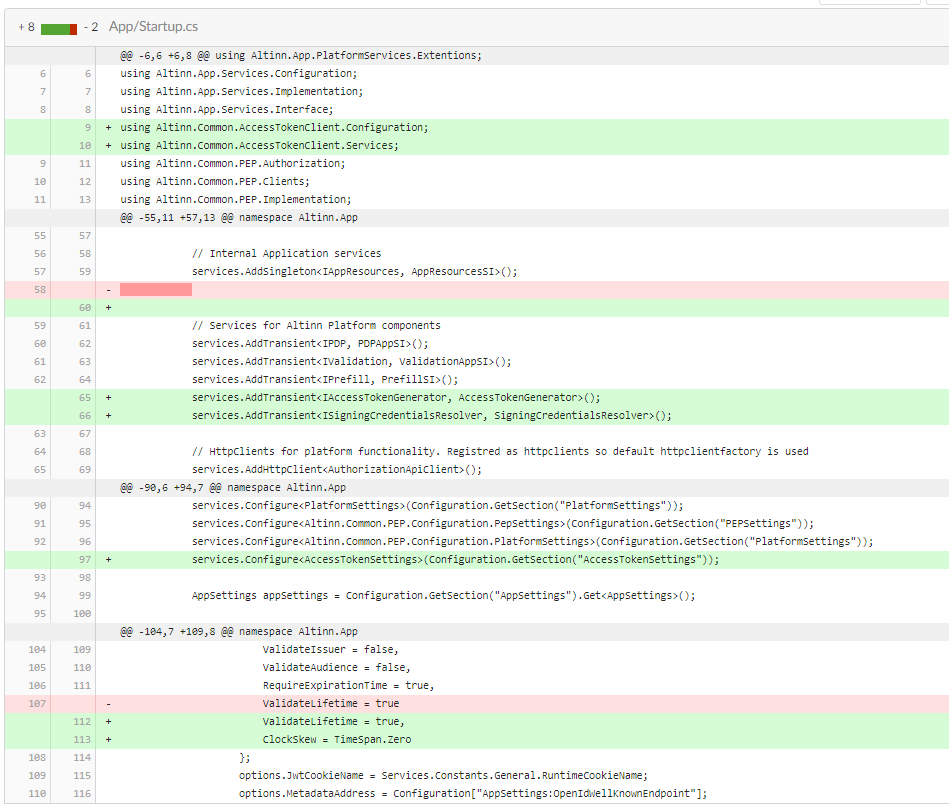 + 8 - 2 App/Startup.cs
@@ -6,6 +6,8 @@ using Altinn.App.PlatformServices.Extentions;
6 6 using Altinn.App.Services.Configuration;
7 7 using Altinn.App.Services.Implementation;
8 8 using Altinn.App.Services.Interface;
9 + using Altinn.Common.AccessTokenClient.Configuration;
10 + using Altinn.Common.AccessTokenClient.Services;
9 11 using Altinn.Common.PEP.Authorization;
10 12 using Altinn.Common.PEP.Clients;
11 13 using Altinn.Common.PEP.Implementation;
@@ -55,11 +57,13 @@ namespace Altinn.App
55 57
56 58 // Internal Application services
57 59 services.AddSingleton<IAppResources, AppResourcesSI>();
58 -
60 +
59 61 // Services for Altinn Platform components
60 62 services.AddTransient<IPDP, PDPAppSI>();
61 63 services.AddTransient<IValidation, ValidationAppSI>();
62 64 services.AddTransient<IPrefill, PrefillSI>();
65 + services.AddTransient<IAccessTokenGenerator, AccessTokenGenerator>();
66 + services.AddTransient<ISigningCredentialsResolver, SigningCredentialsResolver>();
63 67
64 68 // HttpClients for platform functionality. Registred as httpclients so default httpclientfactory is used
65 69 services.AddHttpClient<AuthorizationApiClient>();
@@ -90,6 +94,7 @@ namespace Altinn.App
90 94 services.Configure<PlatformSettings>(Configuration.GetSection("PlatformSettings"));
91 95 services.Configure<Altinn.Common.PEP.Configuration.PepSettings>(Configuration.GetSection("PEPSettings"));
92 96 services.Configure<Altinn.Common.PEP.Configuration.PlatformSettings>(Configuration.GetSection("PlatformSettings"));
97 + services.Configure<AccessTokenSettings>(Configuration.GetSection("AccessTokenSettings"));
93 98
94 99 AppSettings appSettings = Configuration.GetSection("AppSettings").Get<AppSettings>();
95 100
@@ -104,7 +109,8 @@ namespace Altinn.App
104 109 ValidateIssuer = false,
105 110 ValidateAudience = false,
106 111 RequireExpirationTime = true,
107 - ValidateLifetime = true
112 + ValidateLifetime = true,
113 + ClockSkew = TimeSpan.Zero
108 114 };
109 115 options.JwtCookieName = Services.Constants.General.RuntimeCookieName;
110 116 options.MetadataAddress = Configuration["AppSettings:OpenIdWellKnownEndpoint"];